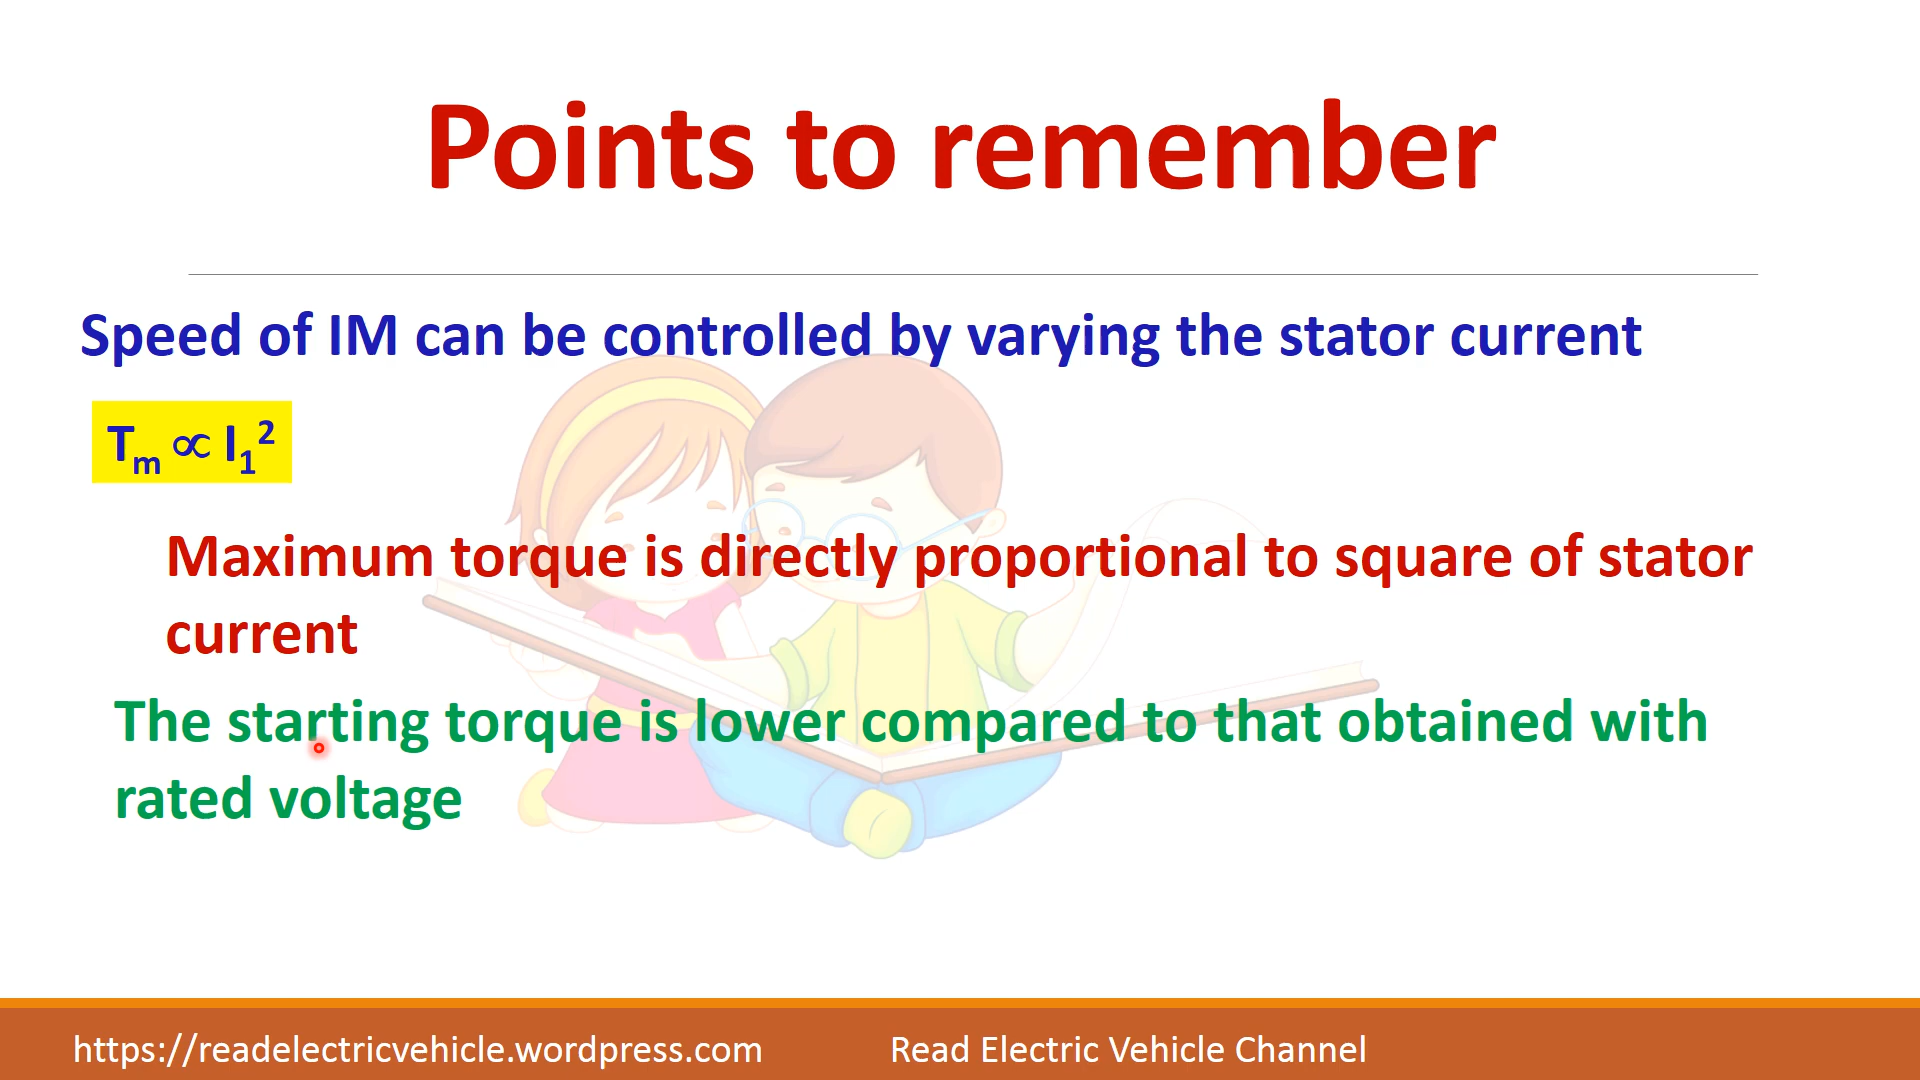 Points to remember
Speed of IM can be controlled by varying the stator current
Tₘ ∝ I₁²
Maximum torque is directly proportional to square of stator
current
The starting torque is lower compared to that obtained with
rated voltage
https://readelectricvehicle.wordpress.com
Read Electric Vehicle Channel